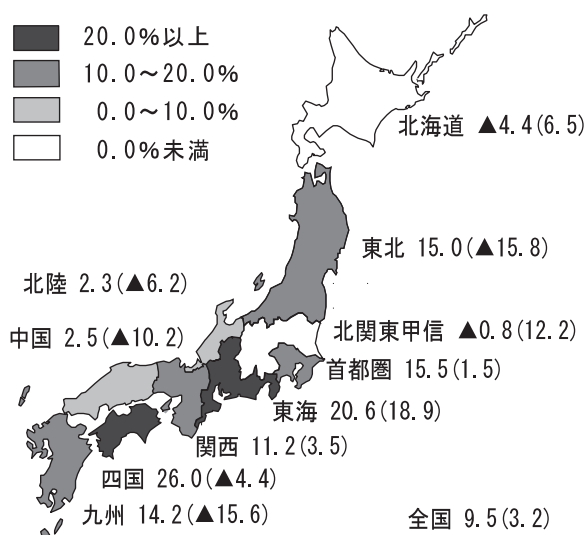 20.0%以上
10.0～20.0%
0.0～10.0%
0.0%未満
北海道 ▲4.4(6.5)
東北 15.0(▲15.8)
北陸 2.3(▲6.2)
中国 2.5(▲10.2)
北関東甲信 ▲0.8(12.2)
首都圏 15.5(1.5)
東海 20.6(18.9)
関西 11.2(3.5)
四国 26.0(▲4.4)
九州 14.2(▲15.6)
全国 9.5(3.2)